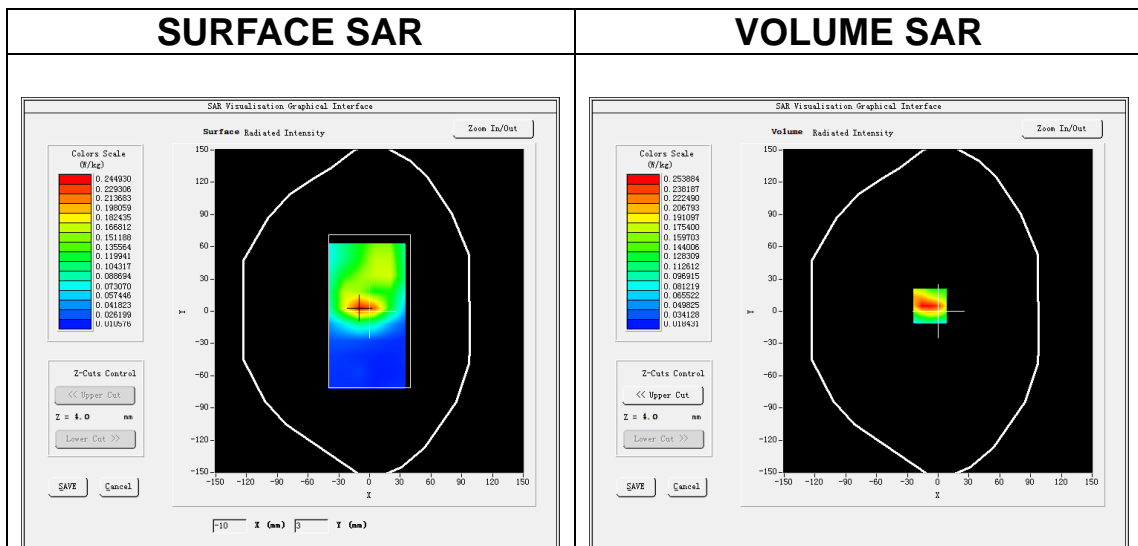 SURFACE SAR
VOLUME SAR
SAR Visualisation Graphical Interface
Surface Radiated Intensity
Zoom In/Out
Colors Scale
(W/kg)
0.244930
0.229306
0.213683
0.198059
0.182435
0.166812
0.151188
0.135564
0.119941
0.104317
0.088694
0.073070
0.057446
0.041823
0.026199
0.010576
Z-Cuts Control
<< Upper Cut
Z = 4.0 mm
Lower Cut >>
SAVE
Cancel
150
120
90
60
30
0
-30
-60
-90
-120
-150
Y
-150 -120 -90 -60 -30 0 30 60 90 120 150
X
-10 X (mm) 3 Y (mm)
SAR Visualisation Graphical Interface
Volume Radiated Intensity
Zoom In/Out
Colors Scale
(W/kg)
0.253884
0.238187
0.222490
0.206793
0.191097
0.175400
0.159703
0.144006
0.128309
0.112612
0.096915
0.081219
0.065522
0.049825
0.034128
0.018431
Z-Cuts Control
<< Upper Cut
Z = 4.0 mm
Lower Cut >>
SAVE
Cancel
150
120
90
60
30
0
-30
-60
-90
-120
-150
Y
-150 -120 -90 -60 -30 0 30 60 90 120 150
X